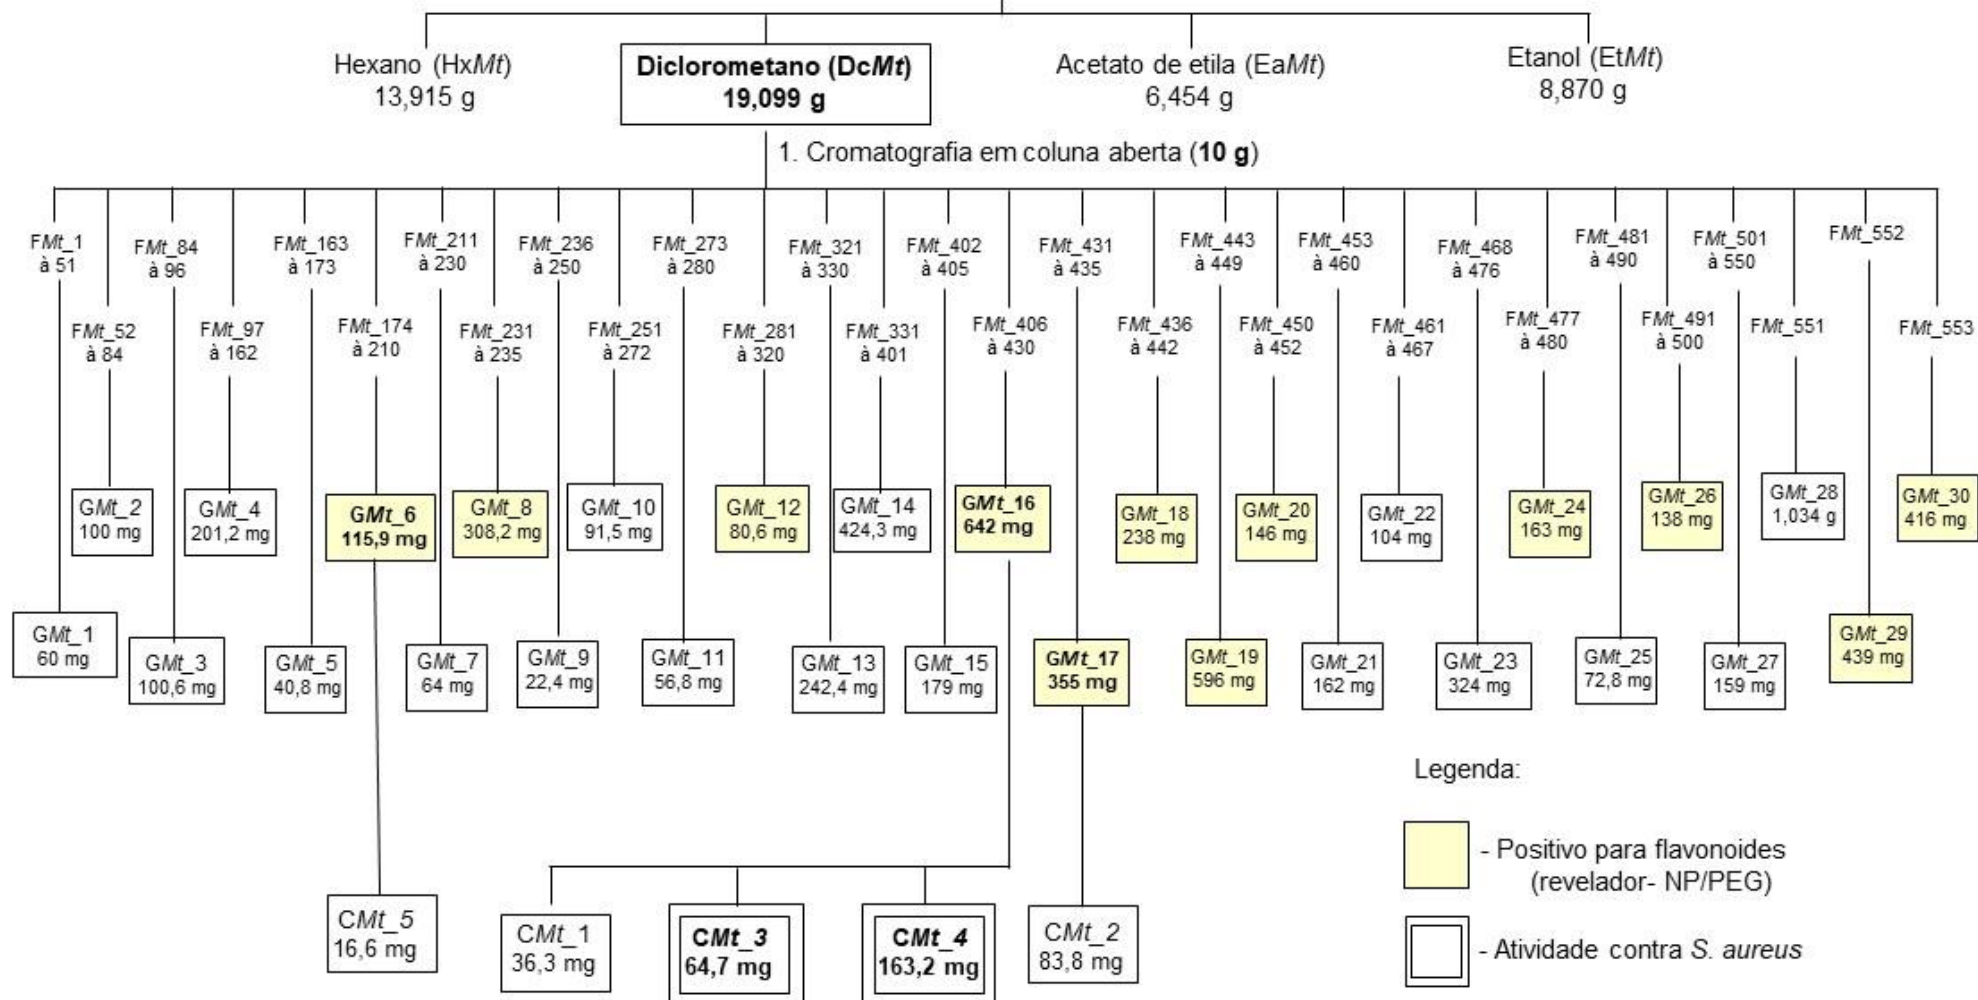 Hexano (HxMt)
13,915 g
Diclorometano (DcMt)
19,099 g
Acetato de etila (EaMt)
6,454 g
Etanol (EtMt)
8,870 g
1. Cromatografia em coluna aberta (10 g)
FMt_1
à 51
FMt_84
à 96
FMt_163
à 173
FMt_211
à 230
FMt_236
à 250
FMt_273
à 280
FMt_321
à 330
FMt_402
à 405
FMt_431
à 435
FMt_443
à 449
FMt_453
à 460
FMt_468
à 476
FMt_481
à 490
FMt_501
à 550
FMt_552
FMt_52
à 84
FMt_97
à 162
FMt_174
à 210
FMt_231
à 235
FMt_251
à 272
FMt_281
à 320
FMt_331
à 401
FMt_406
à 430
FMt_436
à 442
FMt_450
à 452
FMt_461
à 467
FMt_477
à 480
FMt_491
à 500
FMt_551
FMt_553
GMt_2
100 mg
GMt_4
201,2 mg
GMt_6
115,9 mg
GMt_8
308,2 mg
GMt_10
91,5 mg
GMt_12
80,6 mg
GMt_14
424,3 mg
GMt_16
642 mg
GMt_18
238 mg
GMt_20
146 mg
GMt_22
104 mg
GMt_24
163 mg
GMt_26
138 mg
GMt_28
1,034 g
GMt_30
416 mg
GMt_1
60 mg
GMt_3
100,6 mg
GMt_5
40,8 mg
GMt_7
64 mg
GMt_9
22,4 mg
GMt_11
56,8 mg
GMt_13
242,4 mg
GMt_15
179 mg
GMt_17
355 mg
GMt_19
596 mg
GMt_21
162 mg
GMt_23
324 mg
GMt_25
72,8 mg
GMt_27
159 mg
GMt_29
439 mg
CMt_5
16,6 mg
CMt_1
36,3 mg
CMt_3
64,7 mg
CMt_4
163,2 mg
CMt_2
83,8 mg
Legenda:
- Positivo para flavonoides
(revelador- NP/PEG)
- Atividade contra S. aureus